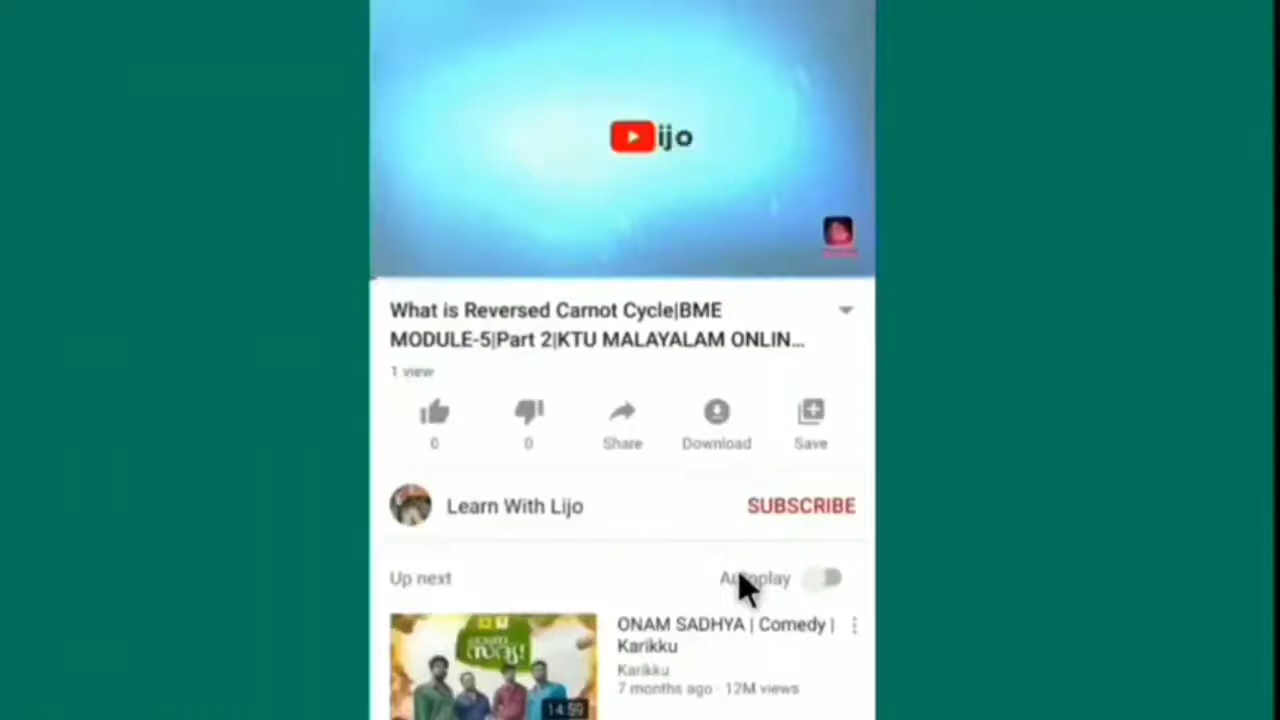 ijo
What is Reversed Carnot Cycle|BME
MODULE-5|Part 2|KTU MALAYALAM ONLIN...
1 view
0
0
Share
Download
Save
Learn With Lijo
SUBSCRIBE
Up next
Autoplay
ONAM SADHYA | Comedy |
Karikku
Karikku
7 months ago · 12M views
14:59